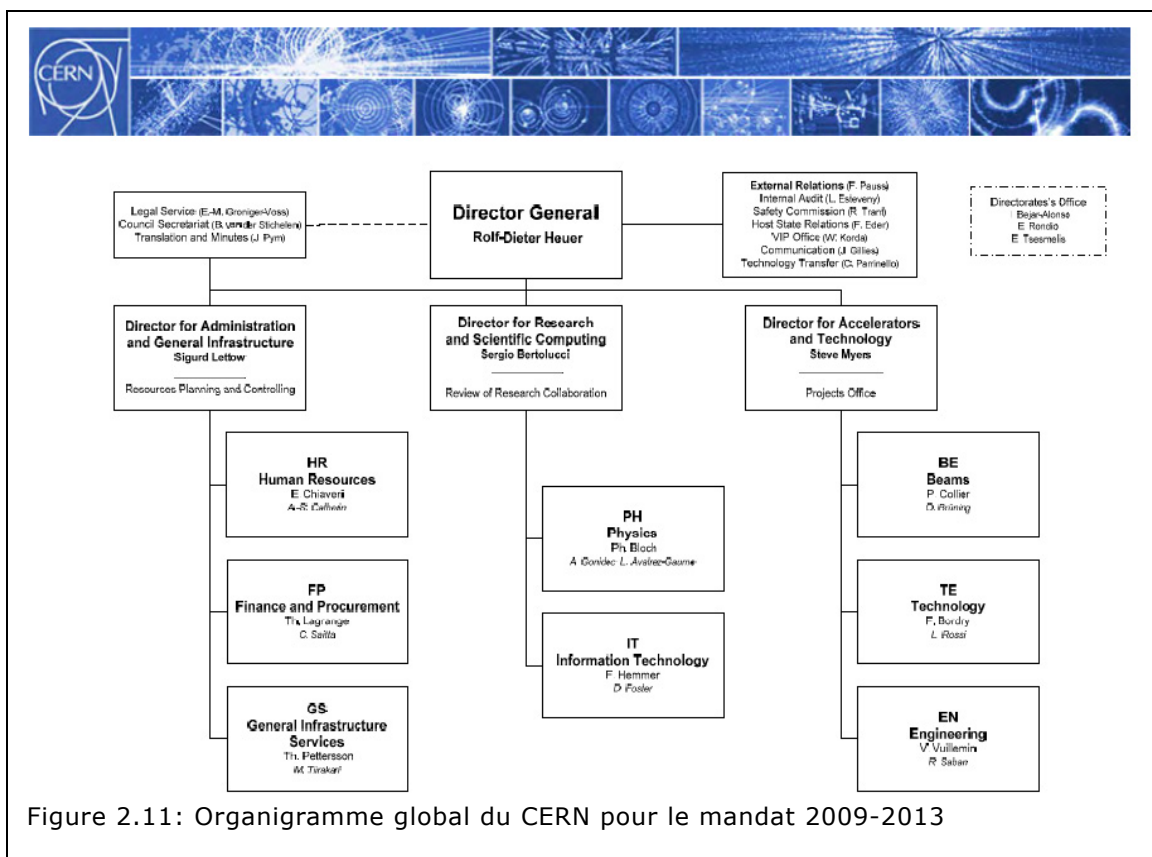 CERN
Legal Service (E.-M. Groniger-Voss)
Council Secretariat (B. van der Stichelen)
Translation and Minutes (J. Pym)
Director General
Rolf-Dieter Heuer
External Relations (F. Pauss)
Internal Audit (L. Esteveny)
Safety Commission (R. Trant)
Host State Relations (F. Eder)
VIP Office (W. Korda)
Communication (J. Gillies)
Technology Transfer (C. Parrinello)
Directorates's Office
I. Bejar-Alonso
E. Rondio
E. Tsesmelis
Director for Administration
and General Infrastructure
Sigurd Lettow
Resources Planning and Controlling
Director for Research
and Scientific Computing
Sergio Bertolucci
Review of Research Collaboration
Director for Accelerators
and Technology
Steve Myers
Projects Office
HR
Human Resources
E. Chiaveri
A.-S. Catherin
FP
Finance and Procurement
Th. Lagrange
C. Saitta
GS
General Infrastructure
Services
Th. Pettersson
M. Tiirakari
PH
Physics
Ph. Bloch
A. Gonidec L. Alvarez-Gaume
IT
Information Technology
F. Hemmer
D. Foster
BE
Beams
P. Collier
O. Brüning
TE
Technology
F. Bordry
L. Rossi
EN
Engineering
V. Vuillemin
R. Saban
Figure 2.11: Organigramme global du CERN pour le mandat 2009-2013